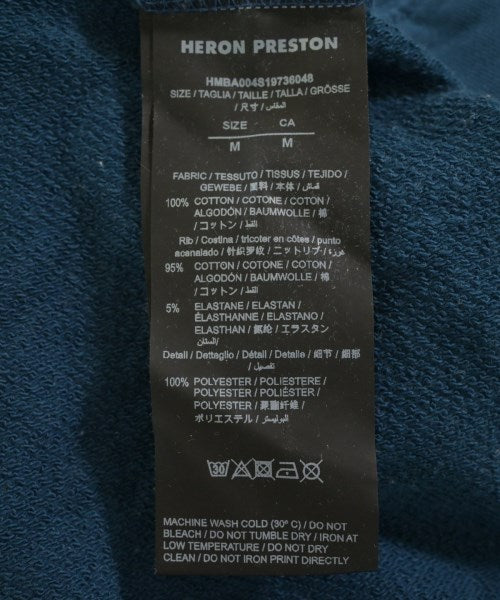 HERON PRESTON
HMBA004S19736048
SIZE / TAGLIA / TAILLE / TALLA / GRÖSSE
/ 尺寸 / المقاس
SIZE CA
M M
FABRIC / TESSUTO / TISSUS / TEJIDO /
GEWEBE / 面料 / 本体 / قماش
100% COTTON / COTONE / COTON /
ALGODÓN / BAUMWOLLE / 棉
/ コットン / القطن
Rib / Costina / tricoter en côtes / punto
acenalado / 针织罗纹 / ニットリブ /
95% COTTON / COTONE / COTON /
ALGODÓN / BAUMWOLLE / 棉
/ コットン / القطن
5% ELASTANE / ELASTAN /
ÉLASTHANNE / ELASTANO /
ELASTHAN / 氨纶 / エラスタン
/ الستان
Detail / Dettaglio / Détail / Detalle / 细节 / 細部
/ تفصيل
100% POLYESTER / POLIESTERE /
POLYESTER / POLIÉSTER /
POLYESTER / 聚酯纤维 /
ポリエステル / البوليستر
30
MACHINE WASH COLD (30º C) / DO NOT
BLEACH / DO NOT TUMBLE DRY / IRON AT
LOW TEMPERATURE / DO NOT DRY
CLEAN / DO NOT IRON PRINT DIRECTLY